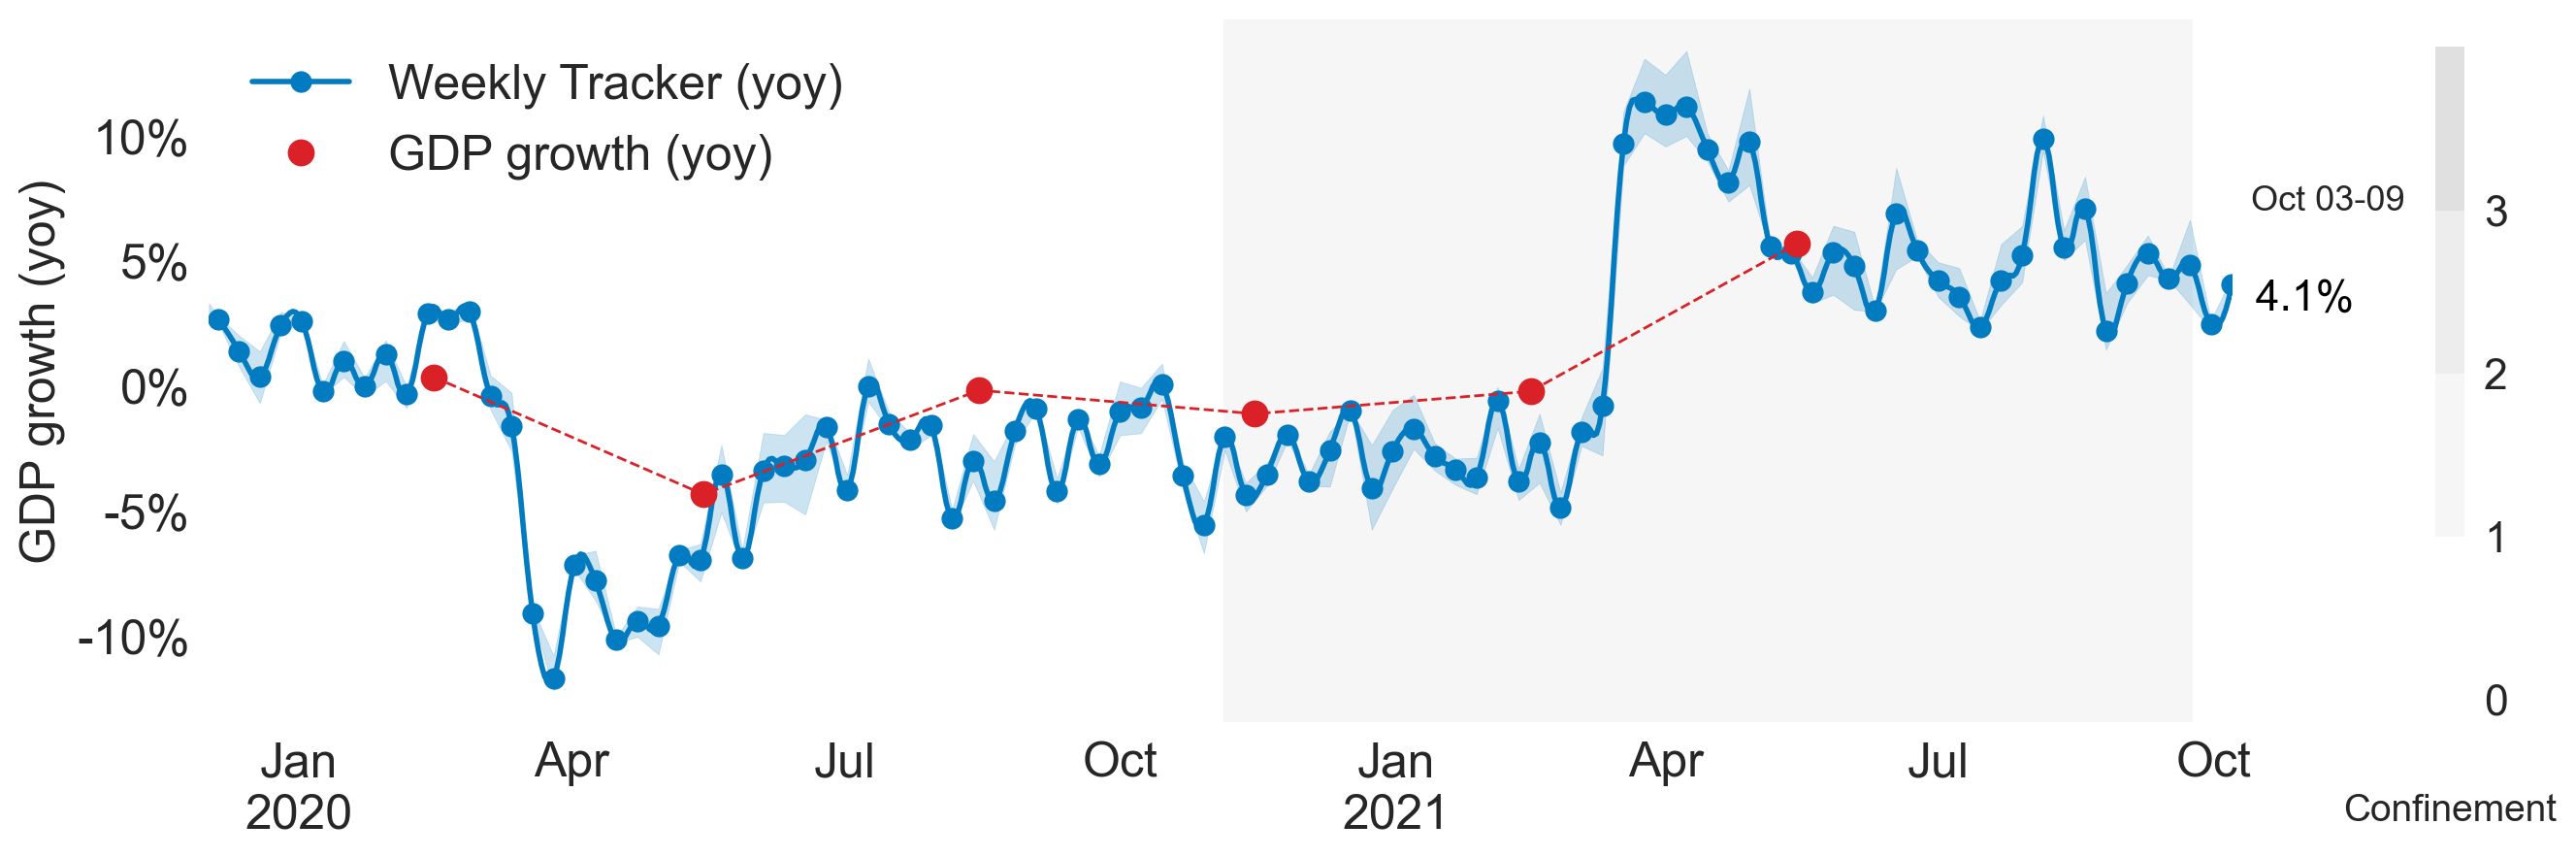 Weekly Tracker (yoy)
GDP growth (yoy)
GDP growth (yoy)
10%
5%
0%
-5%
-10%
Jan
2020
Apr
Jul
Oct
Jan
2021
Apr
Jul
Oct
Oct 03-09
4.1%
3
2
1
0
Confinement